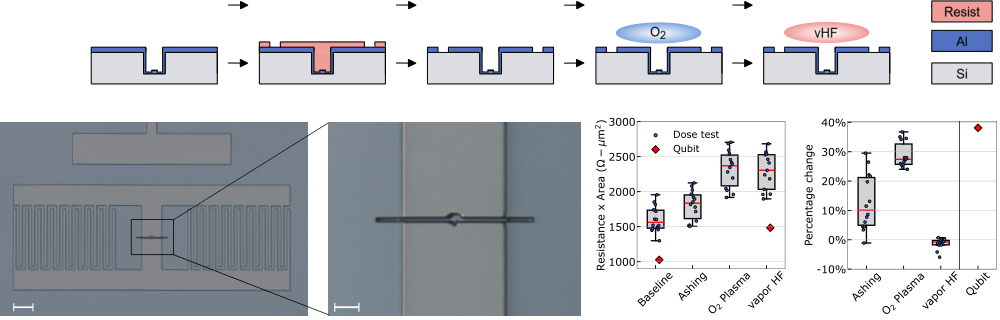 Resist
O₂
vHF
Al
Si
3000
2500
2000
1500
1000
Resistance x Area (Ω − μm²)
Dose test
Qubit
Baseline
Ashing
O₂ Plasma
vapor HF
40%
30%
20%
10%
0%
-10%
Percentage change
Ashing
O₂ Plasma
vapor HF
Qubit